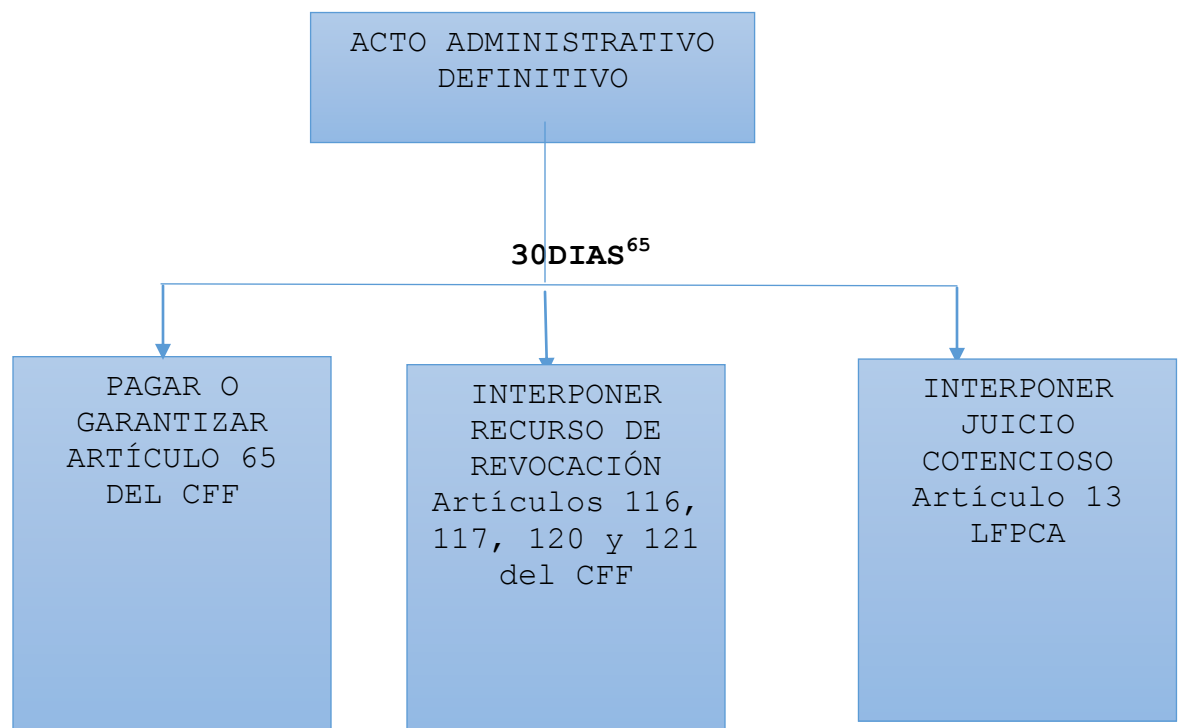 ACTO ADMINISTRATIVO
DEFINITIVO
30DIAS65
PAGAR O
GARANTIZAR
ARTÍCULO 65
DEL CFF
INTERPONER
RECURSO DE
REVOCACIÓN
Artículos 116,
117, 120 y 121
del CFF
INTERPONER
JUICIO
COTENCIOSO
Artículo 13
LFPCA